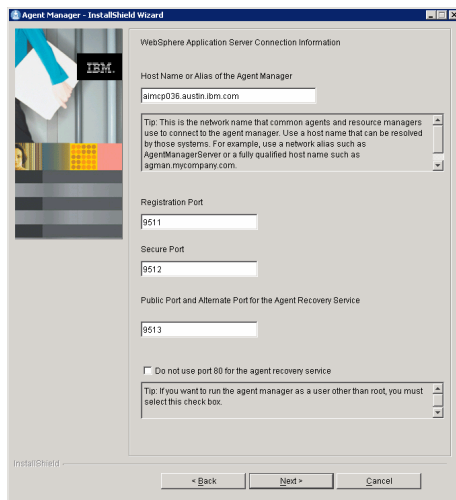 Agent Manager - InstallShield Wizard
IBM.
WebSphere Application Server Connection Information
Host Name or Alias of the Agent Manager
aimcp036.austin.ibm.com
Tip: This is the network name that common agents and resource managers
use to connect to the agent manager. Use a host name that can be resolved
by those systems. For example, use a network alias such as
AgentManagerServer or a fully qualified host name such as
agman.mycompany.com.
Registration Port
9511
Secure Port
9512
Public Port and Alternate Port for the Agent Recovery Service
9513
Do not use port 80 for the agent recovery service
Tip: If you want to run the agent manager as a user other than root, you must
select this check box.
InstallShield
< Back
Next >
Cancel